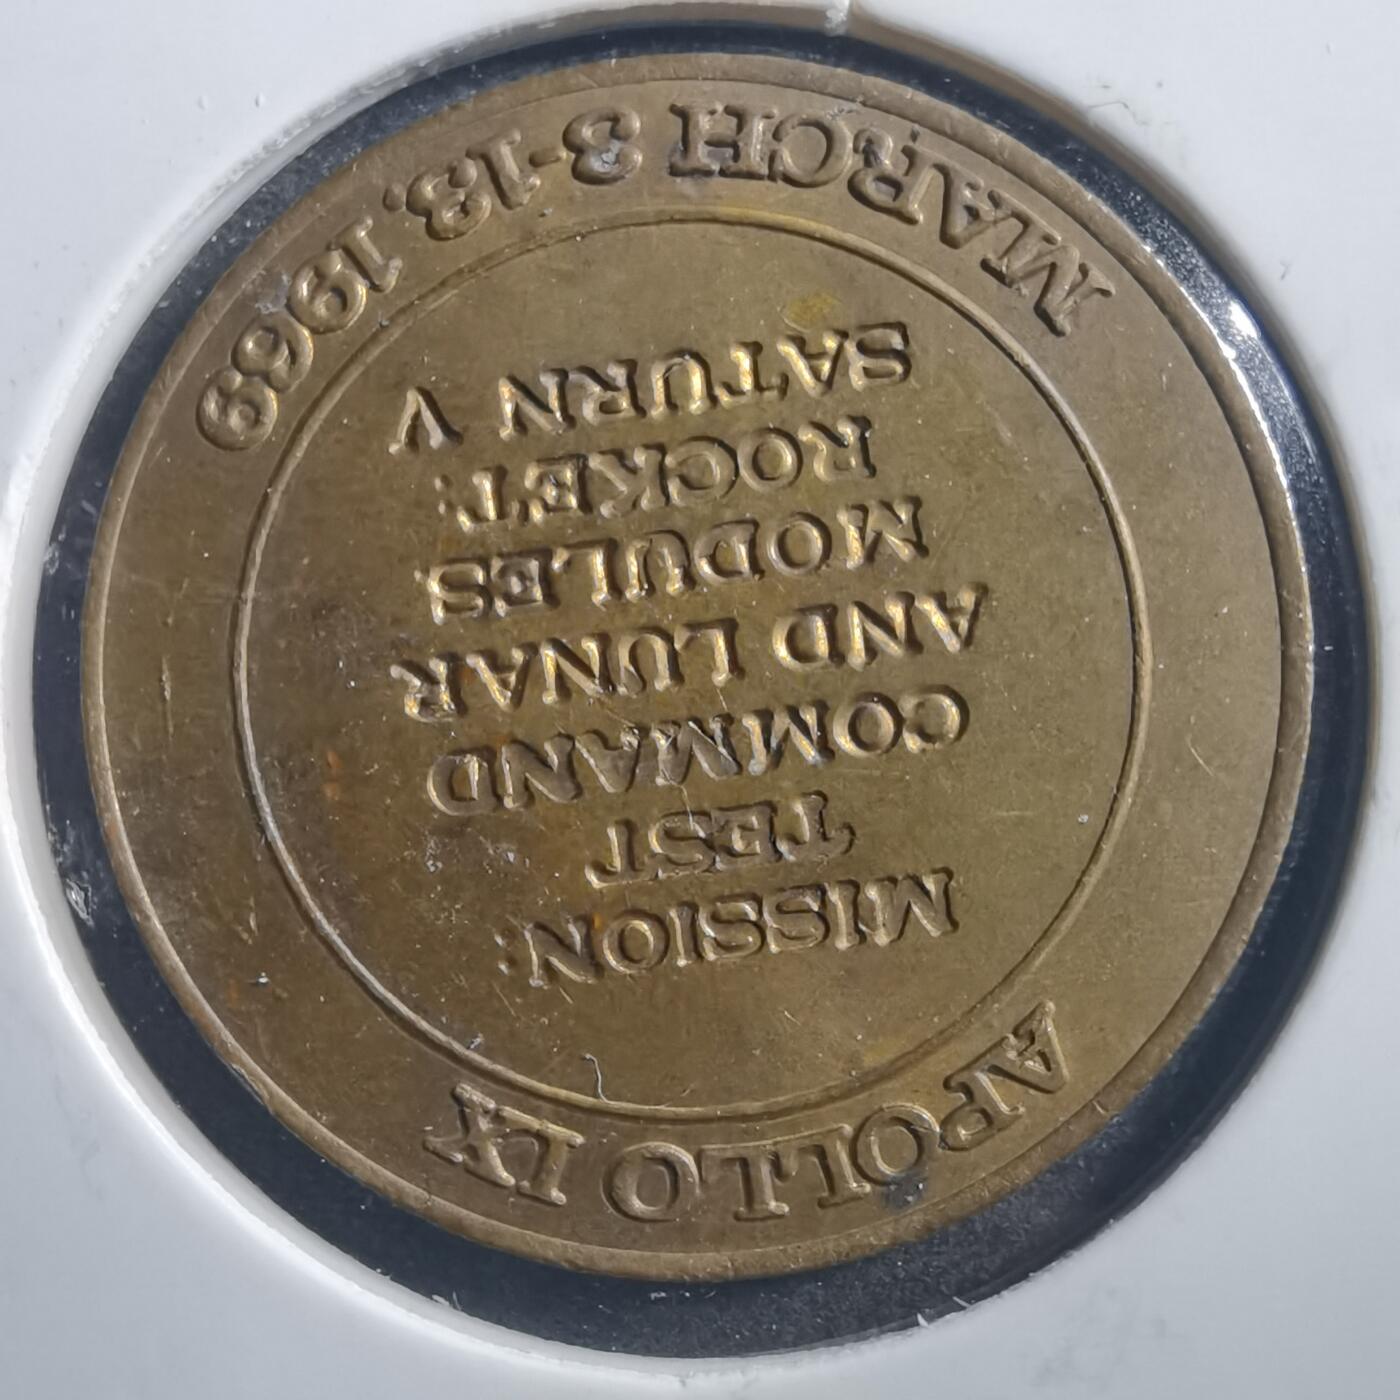 APOLLO IX
MISSION:
TEST
COMMAND
AND LUNAR
MODULES
ROCKET:
SATURN V
MARCH 3-13, 1969